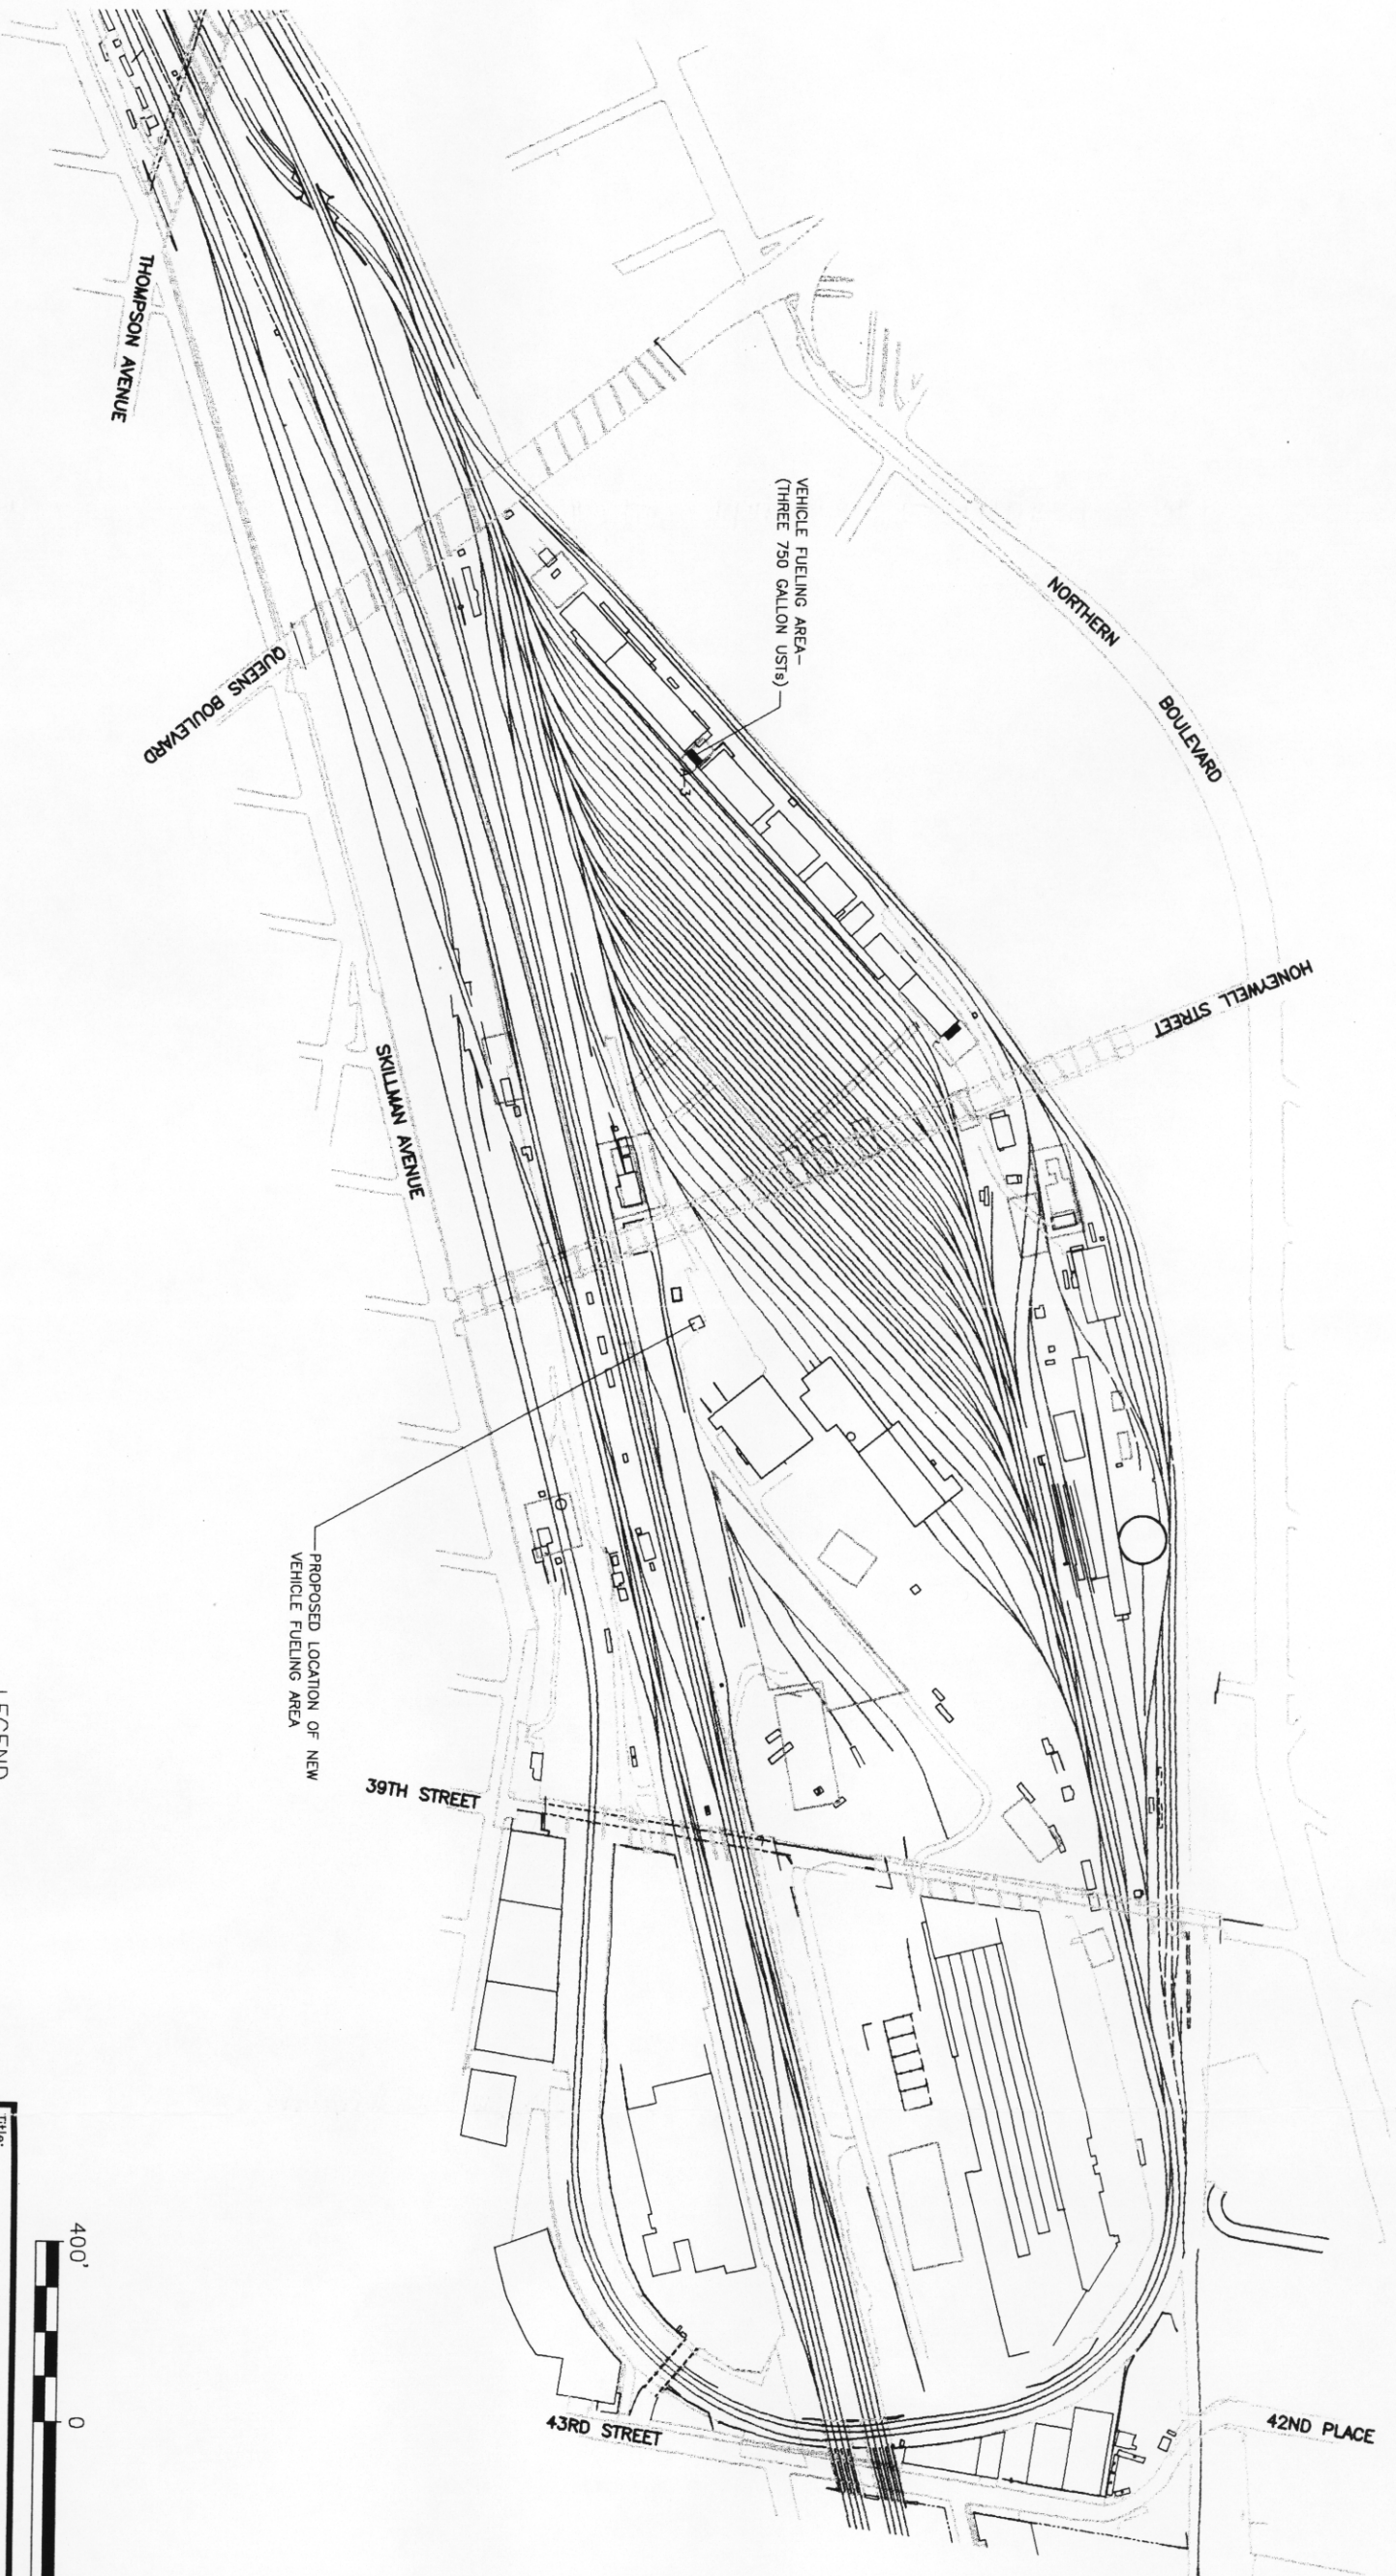 THOMPSON AVENUE
QUEENS BOULEVARD
VEHICLE FUELING AREA-
(THREE 750 GALLON USTs)
NORTHERN
BOULEVARD
HONEYWELL STREET
SKILLMAN AVENUE
PROPOSED LOCATION OF NEW
VEHICLE FUELING AREA
39TH STREET
43RD STREET
42ND PLACE
LEGEND
Title:
400'
0